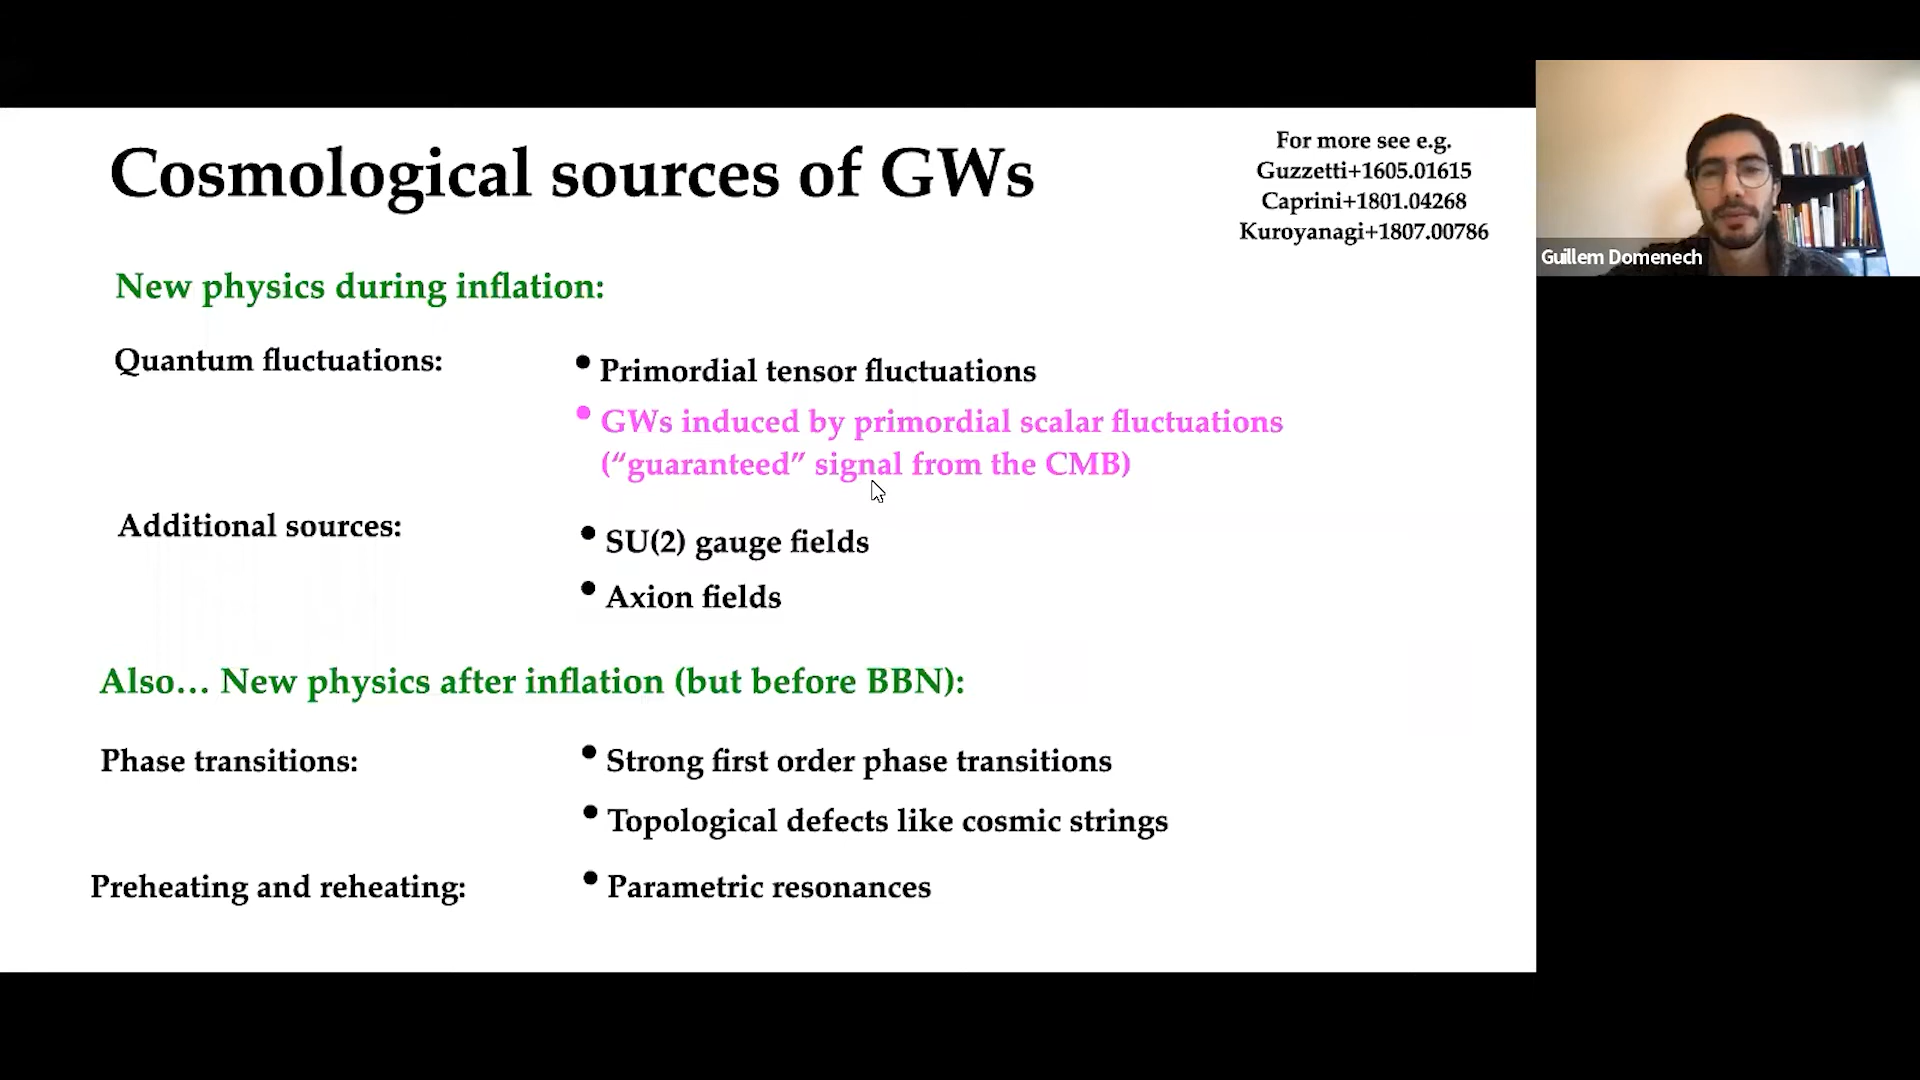 Cosmological sources of GWs
For more see e.g.
Guzzetti+1605.01615
Caprini+1801.04268
Kuroyanagi+1807.00786
Guillem Domenech
New physics during inflation:
Quantum fluctuations:
• Primordial tensor fluctuations
• GWs induced by primordial scalar fluctuations
(“guaranteed” signal from the CMB)
Additional sources:
• SU(2) gauge fields
• Axion fields
Also... New physics after inflation (but before BBN):
Phase transitions:
• Strong first order phase transitions
• Topological defects like cosmic strings
Preheating and reheating:
• Parametric resonances